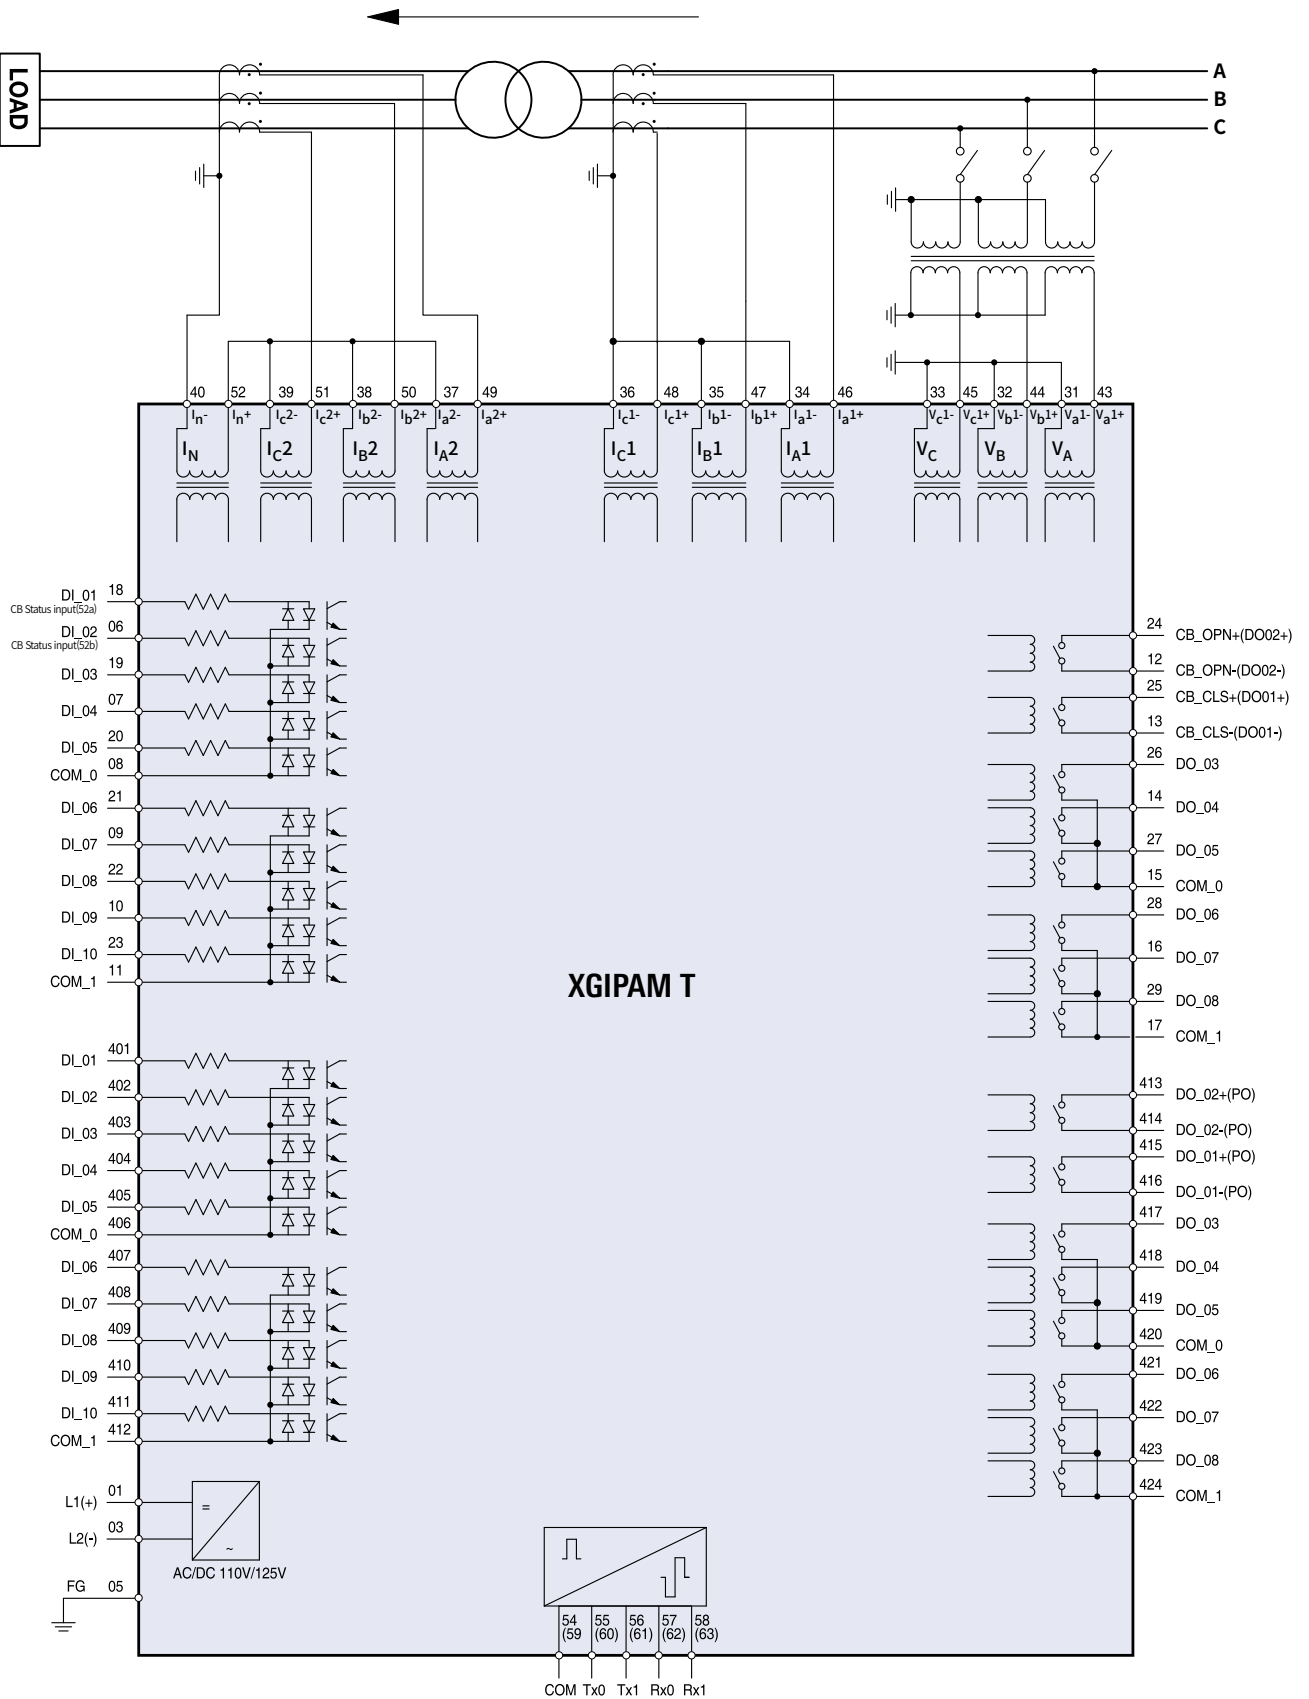 LOAD
A
B
C
40 52 39 51 38 50 37 49 36 48 35 47 34 46 33 45 32 44 31 43
In- In+ Ic2- Ic2+ Ib2- Ib2+ Ia2- Ia2+ Ic1- Ic1+ Ib1- Ib1+ Ia1- Ia1+ Vc1- Vc1+ Vb1- Vb1+ Va1- Va1+
IN IC2 IB2 IA2 IC1 IB1 IA1 VC VB VA
DI_01 18
CB Status input(52a)
DI_02 06
CB Status input(52b)
DI_03 19
DI_04 07
DI_05 20
COM_0 08
DI_06 21
DI_07 09
DI_08 22
DI_09 10
DI_10 23
COM_1 11
DI_01 401
DI_02 402
DI_03 403
DI_04 404
DI_05 405
COM_0 406
DI_06 407
DI_07 408
DI_08 409
DI_09 410
DI_10 411
COM_1 412
L1(+) 01
L2(-) 03
= ~
AC/DC 110V/125V
FG 05
XGIPAM T
24 CB_OPN+(DO02+)
12 CB_OPN-(DO02-)
25 CB_CLS+(DO01+)
13 CB_CLS-(DO01-)
26 DO_03
14 DO_04
27 DO_05
15 COM_0
28 DO_06
16 DO_07
29 DO_08
17 COM_1
413 DO_02+(PO)
414 DO_02-(PO)
415 DO_01+(PO)
416 DO_01-(PO)
417 DO_03
418 DO_04
419 DO_05
420 COM_0
421 DO_06
422 DO_07
423 DO_08
424 COM_1
54 55 56 57 58
(59 (60) (61) (62) (63)
COM Tx0 Tx1 Rx0 Rx1